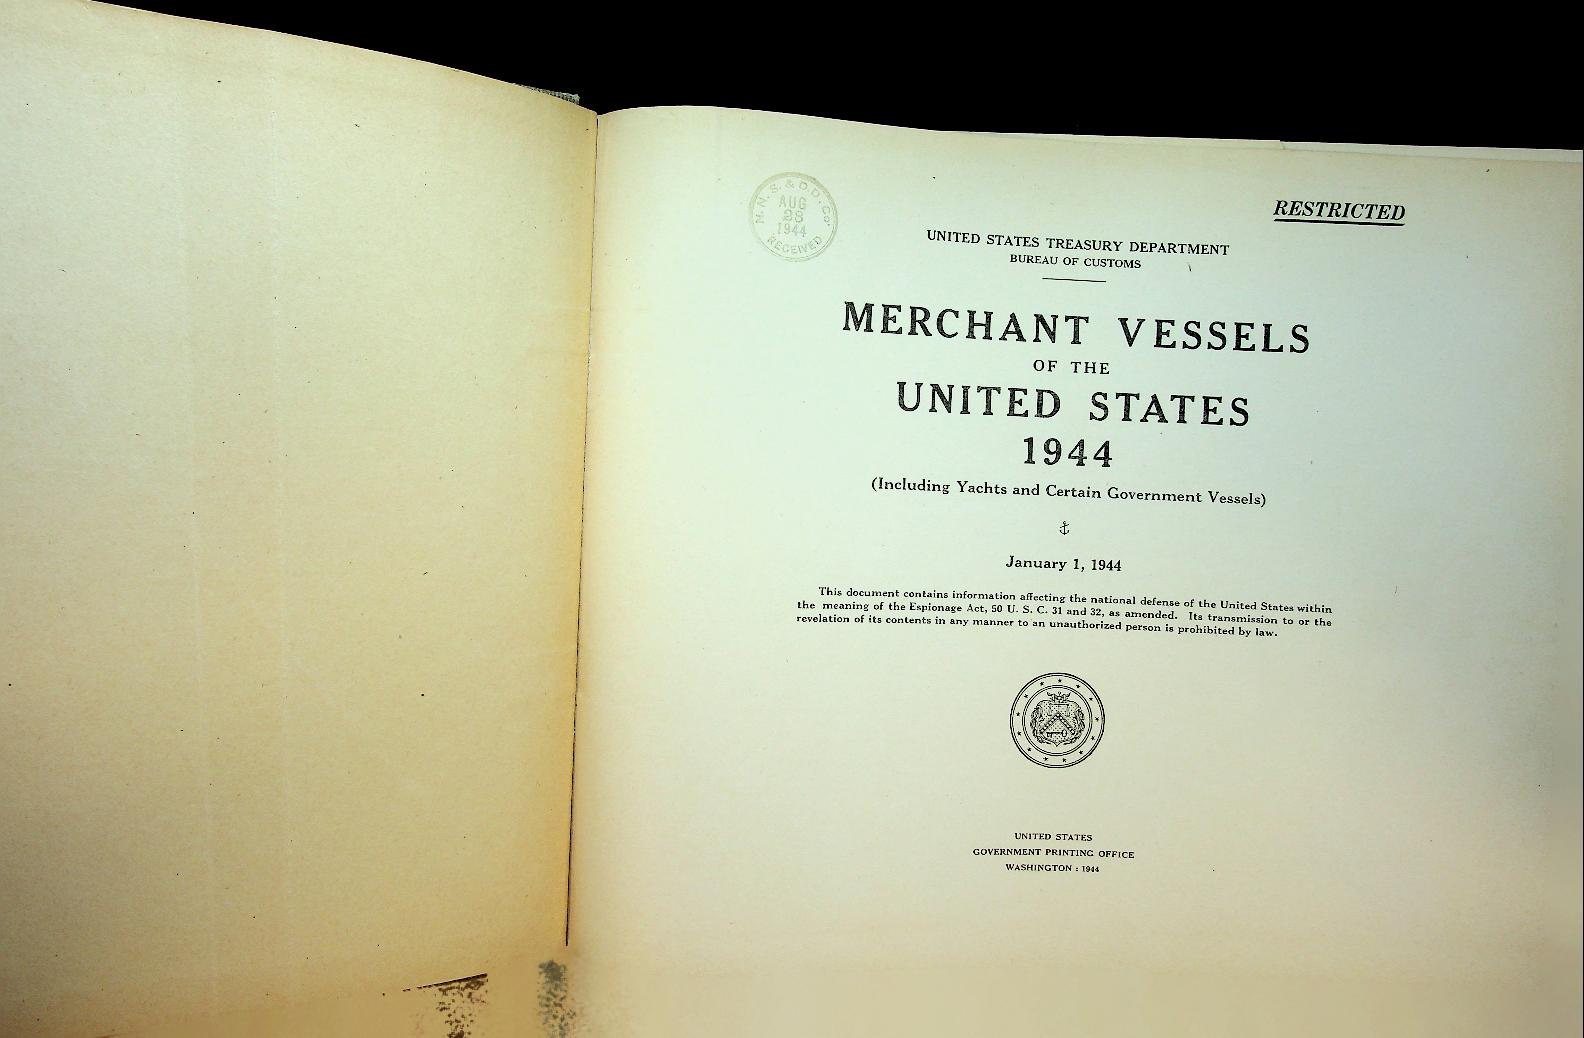 N. N. S. & D. D. Co.
AUG
28
1944
RECEIVED
RESTRICTED
UNITED STATES TREASURY DEPARTMENT
BUREAU OF CUSTOMS
MERCHANT VESSELS
OF THE
UNITED STATES
1944
(Including Yachts and Certain Government Vessels)
January 1, 1944
This document contains information affecting the national defense of the United States within
the meaning of the Espionage Act, 50 U. S. C. 31 and 32, as amended. Its transmission to or the
revelation of its contents in any manner to an unauthorized person is prohibited by law.
UNITED STATES
GOVERNMENT PRINTING OFFICE
WASHINGTON : 1944